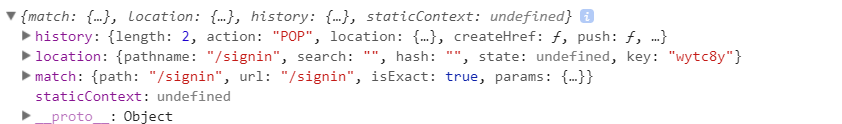 ▼ {match: {…}, location: {…}, history: {…}, staticContext: undefined} i
▶ history: {length: 2, action: "POP", location: {…}, createHref: ƒ, push: ƒ, …}
▶ location: {pathname: "/signin", search: "", hash: "", state: undefined, key: "wytc8y"}
▶ match: {path: "/signin", url: "/signin", isExact: true, params: {…}}
staticContext: undefined
▶ __proto__: Object